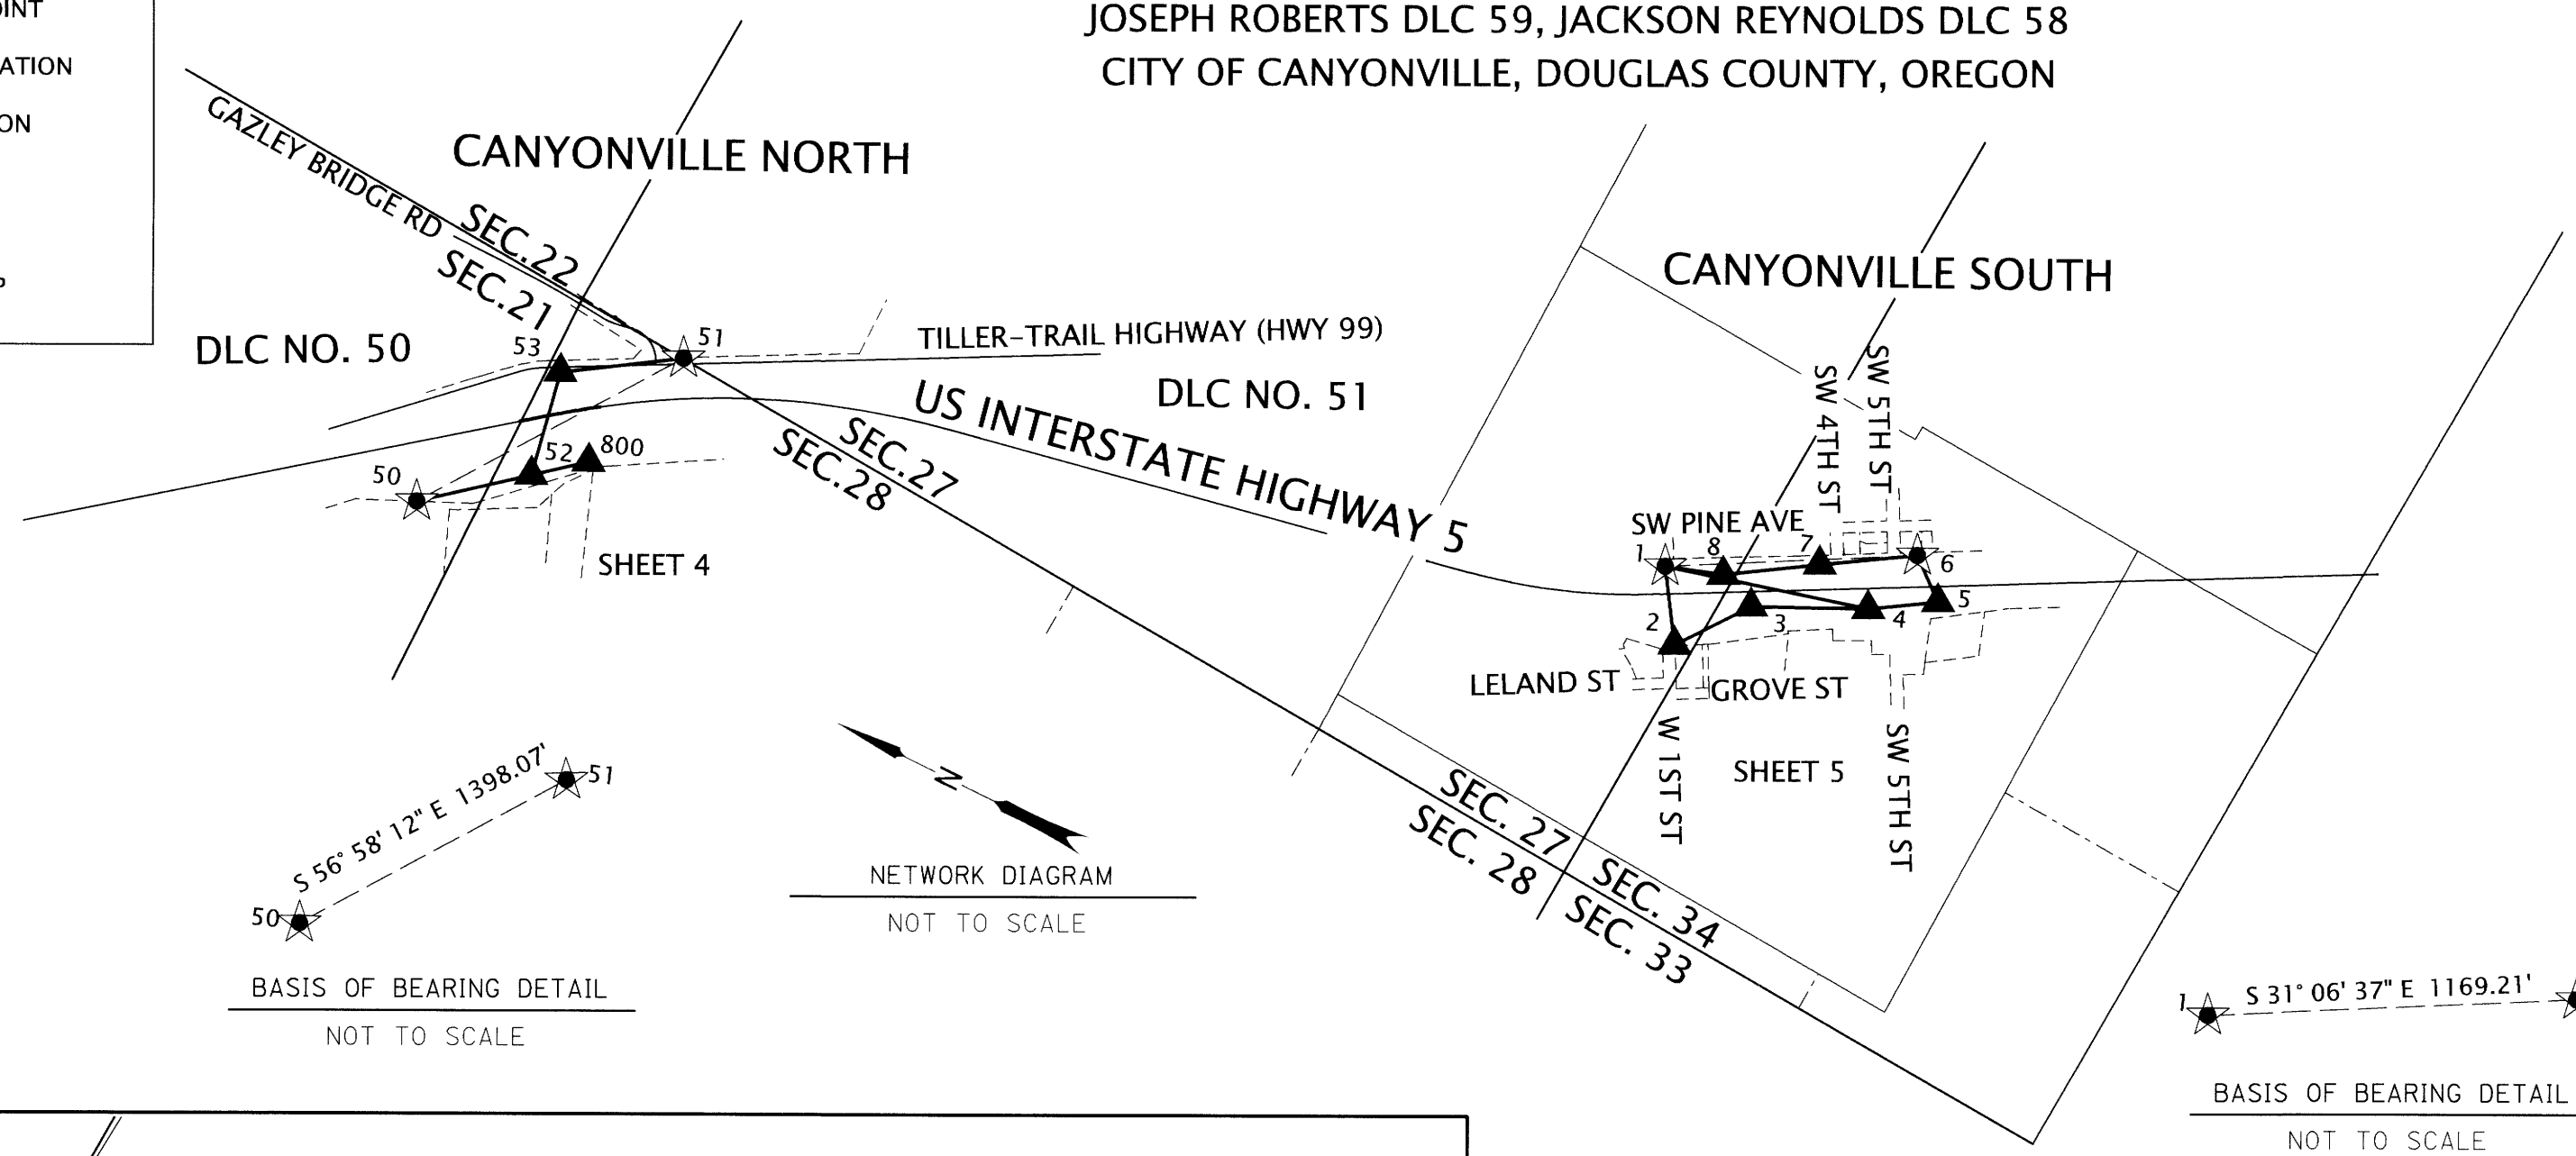 JOSEPH ROBERTS DLC 59, JACKSON REYNOLDS DLC 58
CITY OF CANYONVILLE, DOUGLAS COUNTY, OREGON
GAZLEY BRIDGE RD
CANYONVILLE NORTH
SEC.22
SEC.21
DLC NO. 50
53
51
TILLER-TRAIL HIGHWAY (HWY 99)
DLC NO. 51
US INTERSTATE HIGHWAY 5
50
52
800
SHEET 4
SEC.27
SEC.28
CANYONVILLE SOUTH
SW 4TH ST
SW 5TH ST
SW PINE AVE
1
8
7
6
2
3
4
5
LELAND ST
GROVE ST
W 1ST ST
SHEET 5
SW 5TH ST
SEC. 27
SEC. 28
SEC. 34
SEC. 33
S 56° 58' 12" E 1398.07'
51
50
BASIS OF BEARING DETAIL
NOT TO SCALE
N
NETWORK DIAGRAM
NOT TO SCALE
1
S 31° 06' 37" E 1169.21'
BASIS OF BEARING DETAIL
NOT TO SCALE